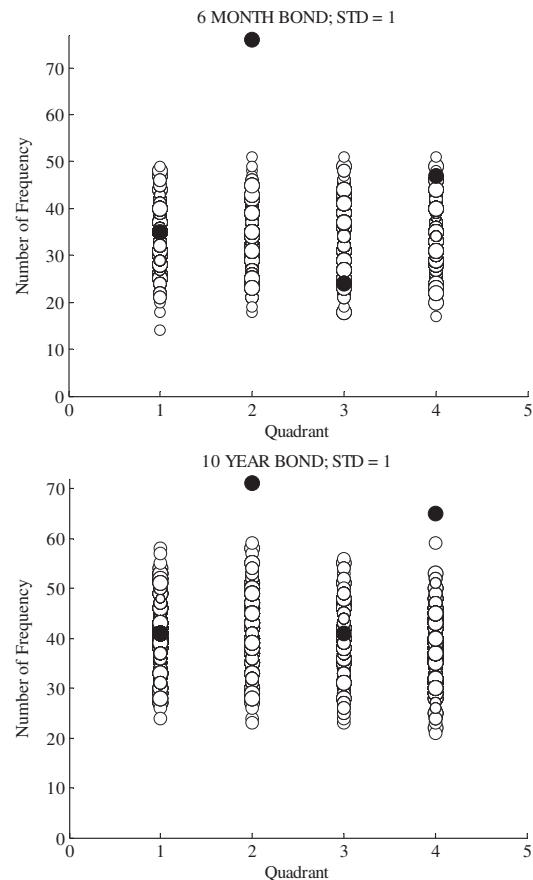 6 MONTH BOND; STD = 1
Number of Frequency
70
60
50
40
30
20
10
0
0 1 2 3 4 5
Quadrant
10 YEAR BOND; STD = 1
Number of Frequency
70
60
50
40
30
20
10
0
0 1 2 3 4 5
Quadrant